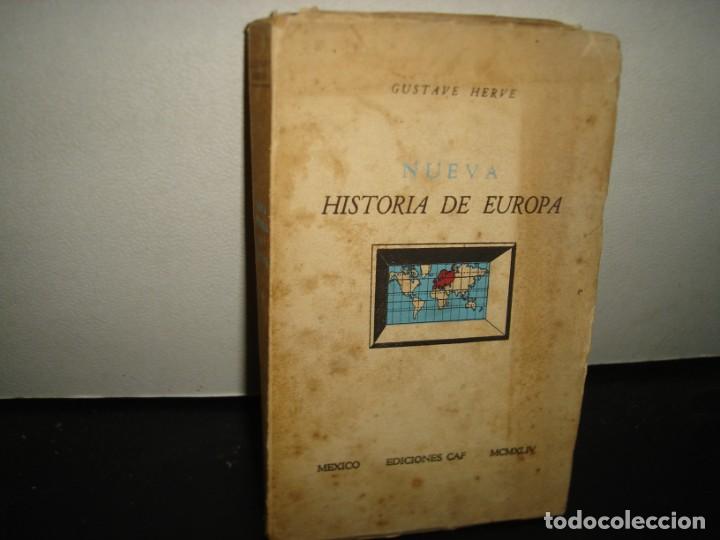 GUSTAVE HERVE
NUEVA
HISTORIA DE EUROPA
MEXICO EDICIONES CAF MCMXLIV
todocoleccion